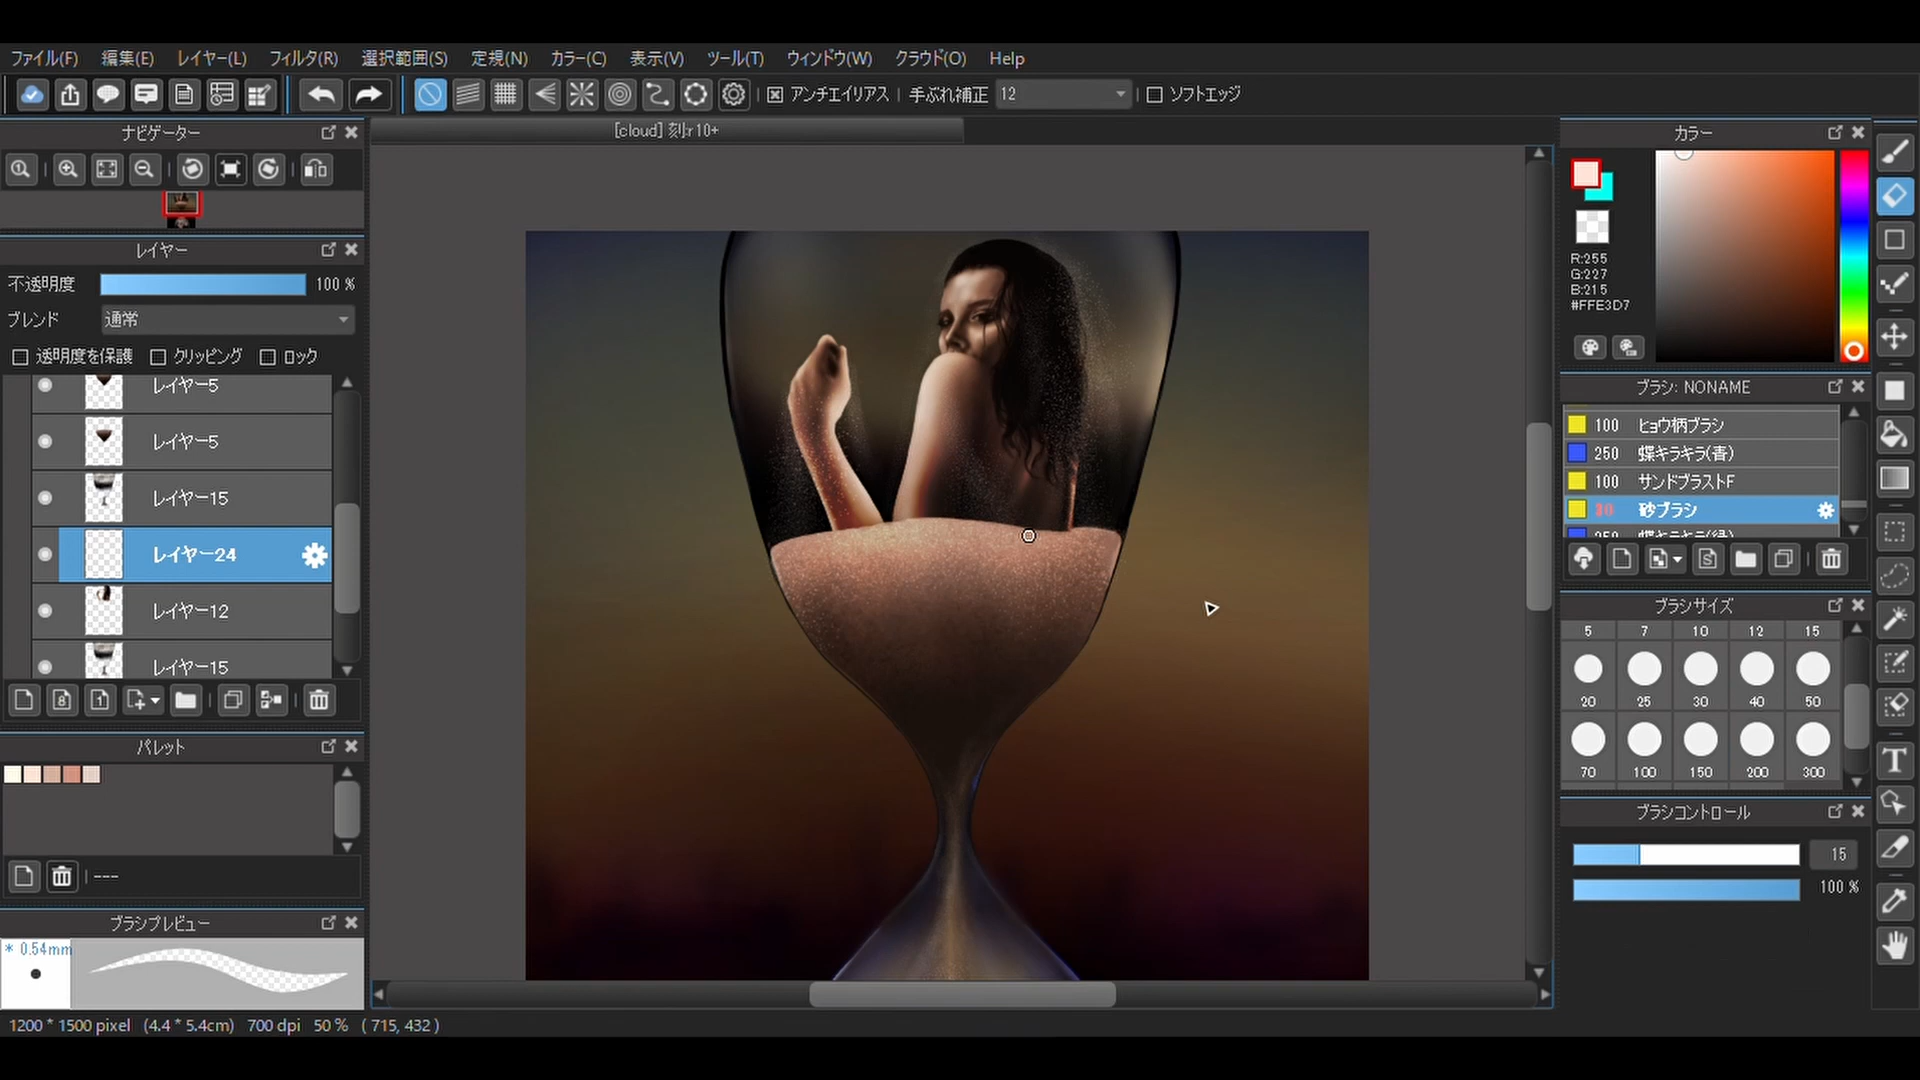 ファイル(F) 編集(E) レイヤー(L) フィルタ(R) 選択範囲(S) 定規(N) カラー(C) 表示(V) ツール(T) ウィンドウ(W) クラウド(O) Help
アンチエイリアス 手ぶれ補正 12 ソフトエッジ
ナビゲーター
[cloud] 刻:r10+
レイヤー
不透明度 100 %
ブレンド 通常
透明度を保護 クリッピング ロック
レイヤー5
レイヤー5
レイヤー15
レイヤー24
レイヤー12
レイヤー15
パレット
---
ブラシプレビュー
* 0.54mm
カラー
R:255
G:227
B:215
#FFE3D7
ブラシ: NONAME
100 ヒョウ柄ブラシ
250 蝶キラキラ(青)
100 サンドブラストF
80 砂ブラシ
ブラシサイズ
5 7 10 12 15
20 25 30 40 50
70 100 150 200 300
ブラシコントロール
15
100 %
1200 * 1500 pixel (4.4 * 5.4cm) 700 dpi 50 % ( 715, 432 )